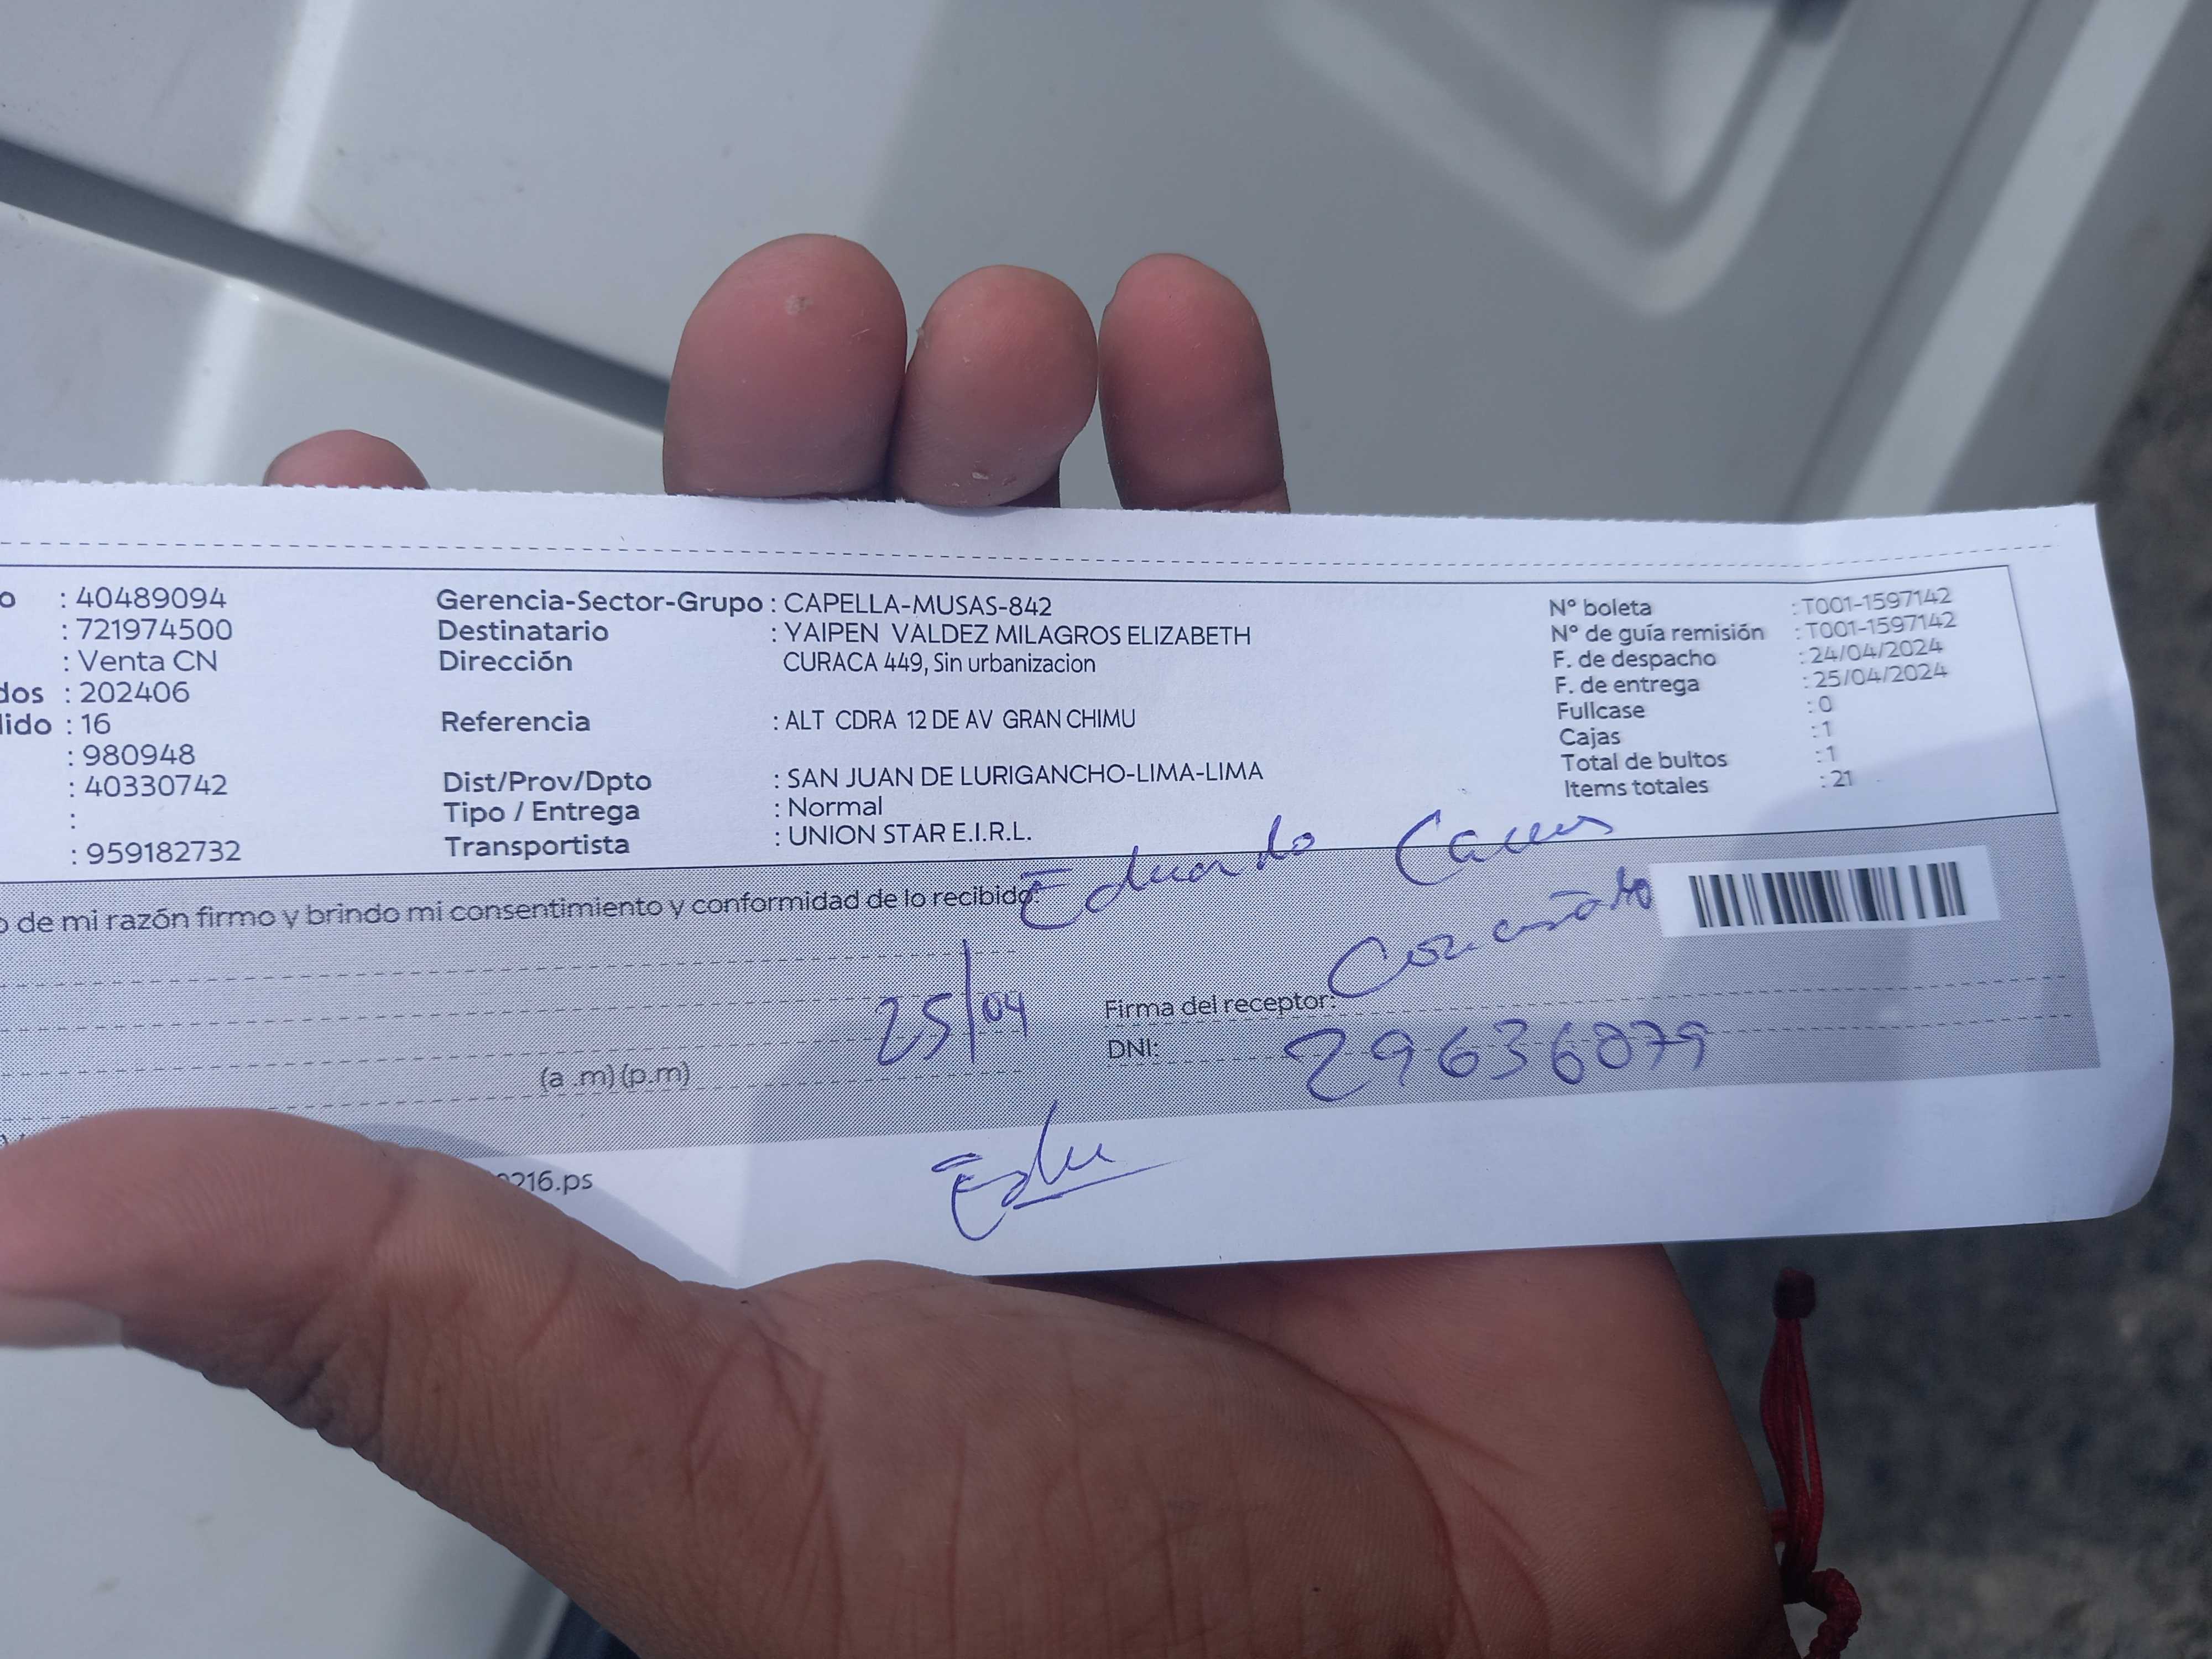 o : 40489094
: 721974500
: Venta CN
dos : 202406
dido : 16
: 980948
: 40330742
:
: 959182732
Gerencia-Sector-Grupo : CAPELLA-MUSAS-842
Destinatario : YAIPEN VALDEZ MILAGROS ELIZABETH
Dirección CURACA 449, Sin urbanizacion
Referencia : ALT CDRA 12 DE AV GRAN CHIMU
Dist/Prov/Dpto : SAN JUAN DE LURIGANCHO-LIMA-LIMA
Tipo / Entrega : Normal
Transportista : UNION STAR E.I.R.L.
N° boleta : T001-1597142
N° de guía remisión : T001-1597142
F. de despacho : 24/04/2024
F. de entrega : 25/04/2024
Fullcase : 0
Cajas : 1
Total de bultos : 1
Items totales : 21
o de mi razón firmo y brindo mi consentimiento y conformidad de lo recibido:
Eduardo
25/04
Firma del receptor:
DNI: 29636079
(a .m) (p.m)
Edu
0216.ps